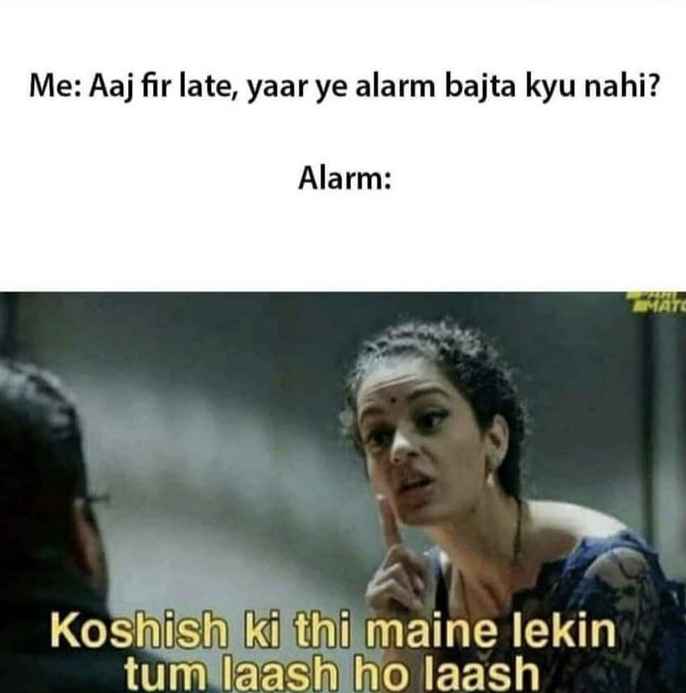 Me: Aaj fir late, yaar ye alarm bajta kyu nahi?
Alarm:
Koshish ki thi maine lekin
tum laash ho laash